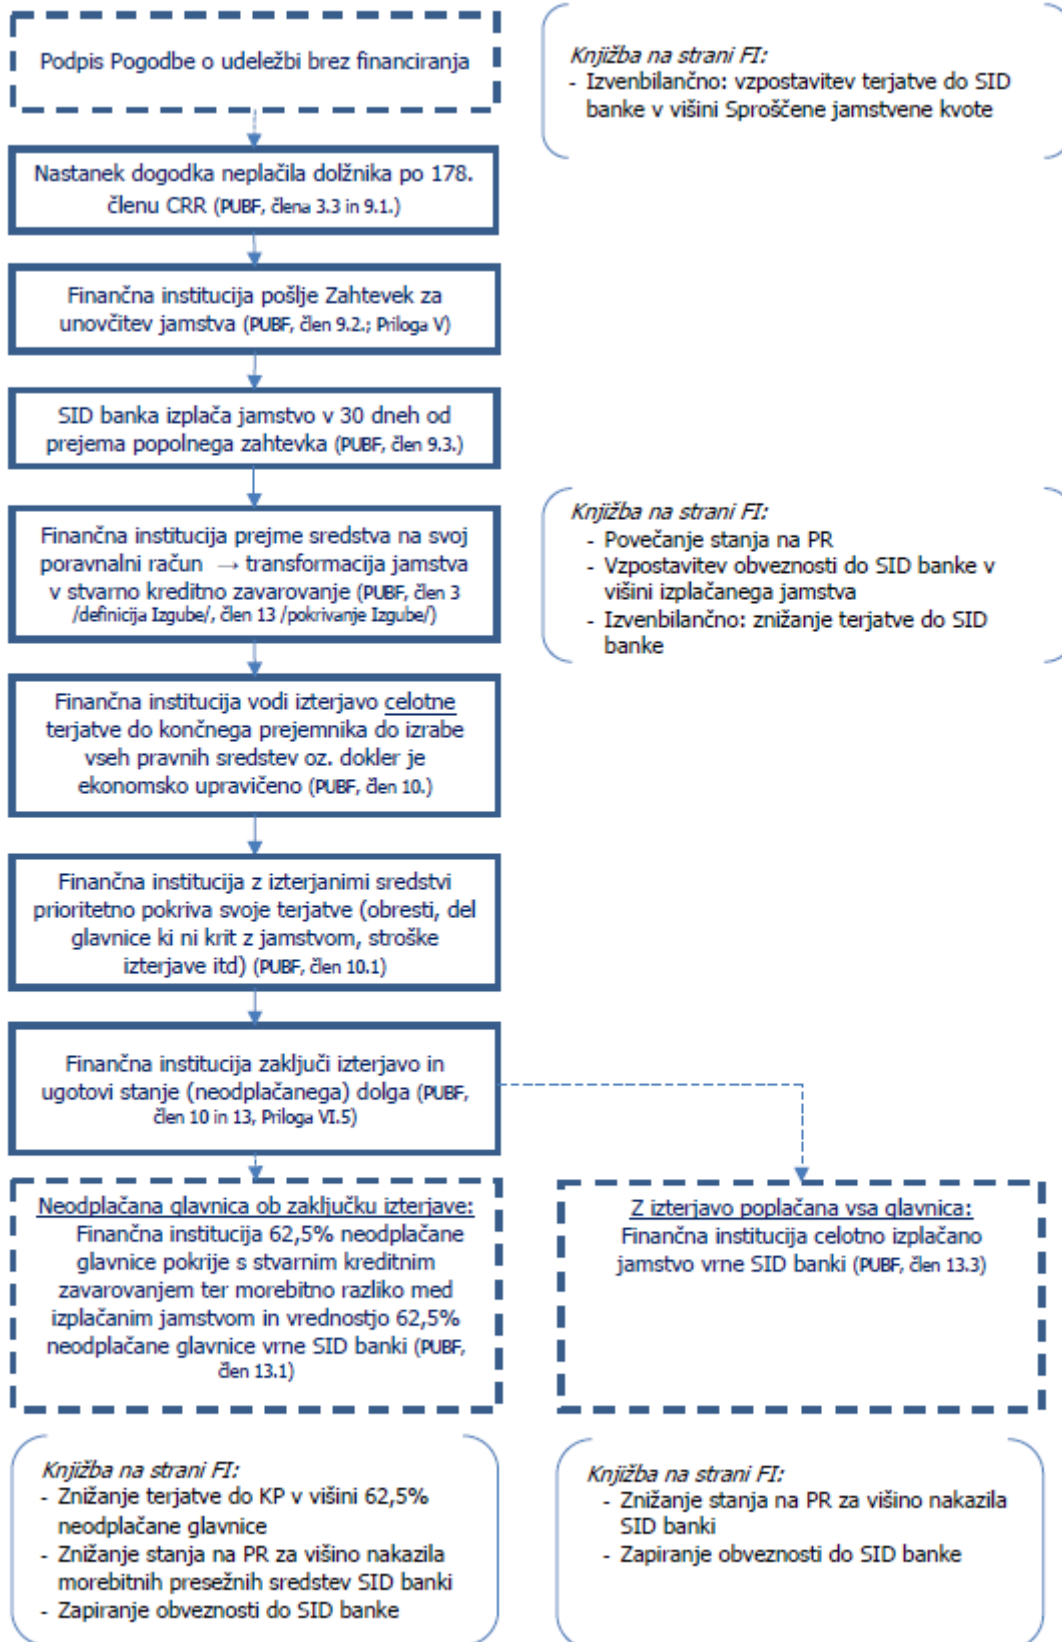 Podpis Pogodbe o udeležbi brez financiranja
Knjižba na strani FI:
- Izvenbilančno: vzpostavitev terjatve do SID
banke v višini Sproščene jamstvene kvote
Nastanek dogodka neplačila dolžnika po 178.
členu CRR (PUBF, člena 3.3 in 9.1.)
Finančna institucija pošlje Zahtevek za
unovčitev jamstva (PUBF, člen 9.2.; Priloga V)
SID banka izplača jamstvo v 30 dneh od
prejema popolnega zahtevka (PUBF, člen 9.3.)
Finančna institucija prejme sredstva na svoj
poravnalni račun → transformacija jamstva
v stvarno kreditno zavarovanje (PUBF, člen 3
/definicija Izgube/, člen 13 /pokrivanje Izgube/)
Knjižba na strani FI:
- Povečanje stanja na PR
- Vzpostavitev obveznosti do SID banke v
višini izplačanega jamstva
- Izvenbilančno: znižanje terjatve do SID
banke
Finančna institucija vodi izterjavo celotne
terjatve do končnega prejemnika do izrabe
vseh pravnih sredstev oz. dokler je
ekonomsko upravičeno (PUBF, člen 10.)
Finančna institucija z izterjanimi sredstvi
prioritetno pokriva svoje terjatve (obresti, del
glavnice ki ni krit z jamstvom, stroške
izterjave itd) (PUBF, člen 10.1)
Finančna institucija zaključi izterjavo in
ugotovi stanje (neodplačanega) dolga (PUBF,
člen 10 in 13, Priloga VI.5)
Neodplačana glavnica ob zaključku izterjave:
Finančna institucija 62,5% neodplačane
glavnice pokrije s stvarnim kreditnim
zavarovanjem ter morebitno razliko med
izplačanim jamstvom in vrednostjo 62,5%
neodplačane glavnice vrne SID banki (PUBF,
člen 13.1)
Z izterjavo poplačana vsa glavnica:
Finančna institucija celotno izplačano
jamstvo vrne SID banki (PUBF, člen 13.3)
Knjižba na strani FI:
- Znižanje terjatve do KP v višini 62,5%
neodplačane glavnice
- Znižanje stanja na PR za višino nakazila
morebitnih presežnih sredstev SID banki
- Zapiranje obveznosti do SID banke
Knjižba na strani FI:
- Znižanje stanja na PR za višino nakazila
SID banki
- Zapiranje obveznosti do SID banke